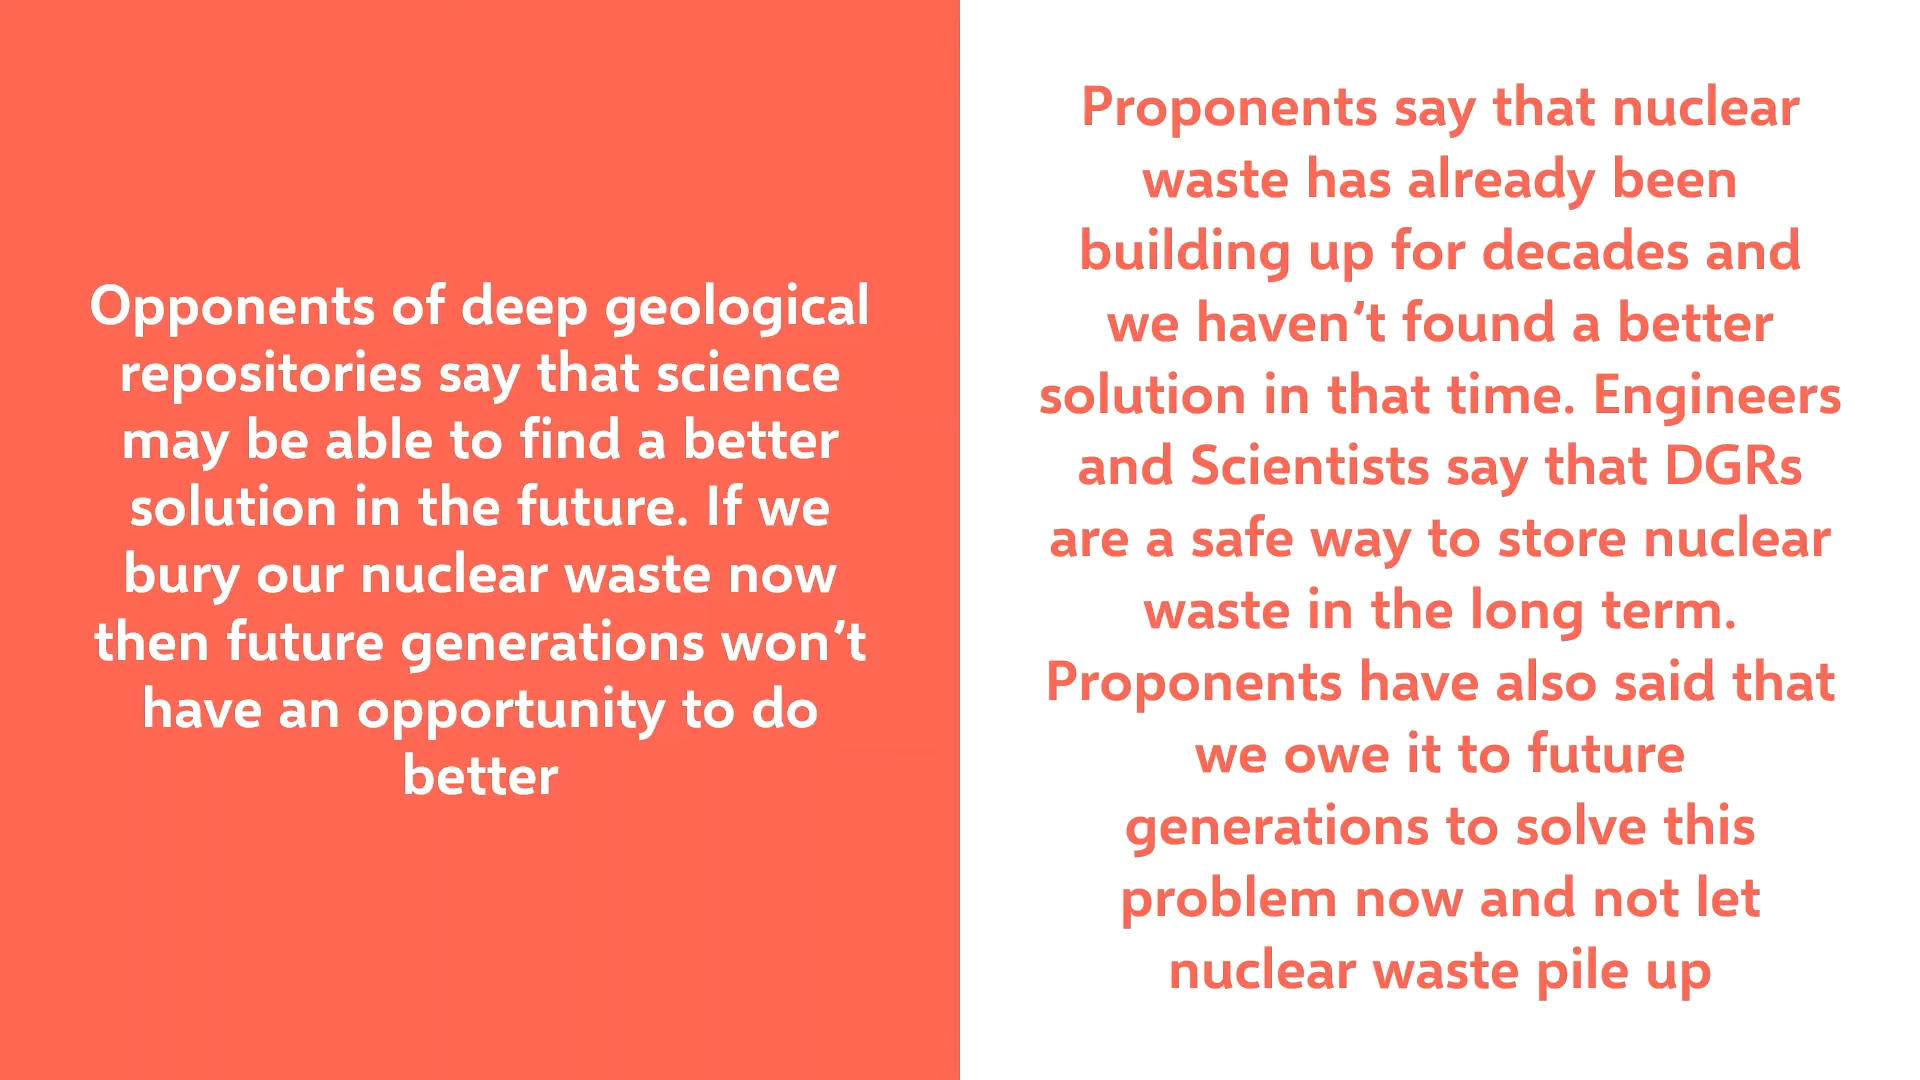 Opponents of deep geological
repositories say that science
may be able to find a better
solution in the future. If we
bury our nuclear waste now
then future generations won’t
have an opportunity to do
better
Proponents say that nuclear
waste has already been
building up for decades and
we haven’t found a better
solution in that time. Engineers
and Scientists say that DGRs
are a safe way to store nuclear
waste in the long term.
Proponents have also said that
we owe it to future
generations to solve this
problem now and not let
nuclear waste pile up